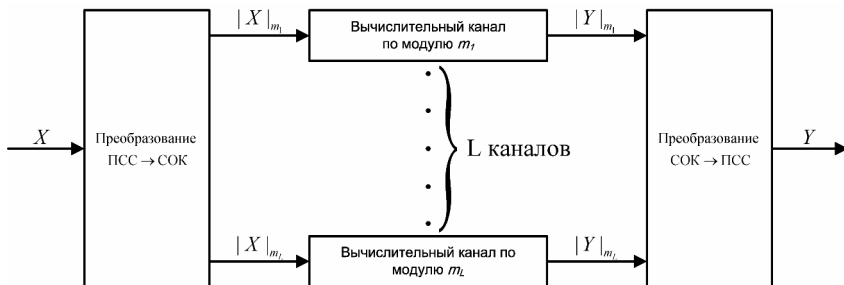 X
Преобразование
ПСС → СОК
| X |m1
Вычислительный канал
по модулю m1
| Y |m1
L каналов
| X |mL
Вычислительный канал по
модулю mL
| Y |mL
Преобразование
СОК → ПСС
Y